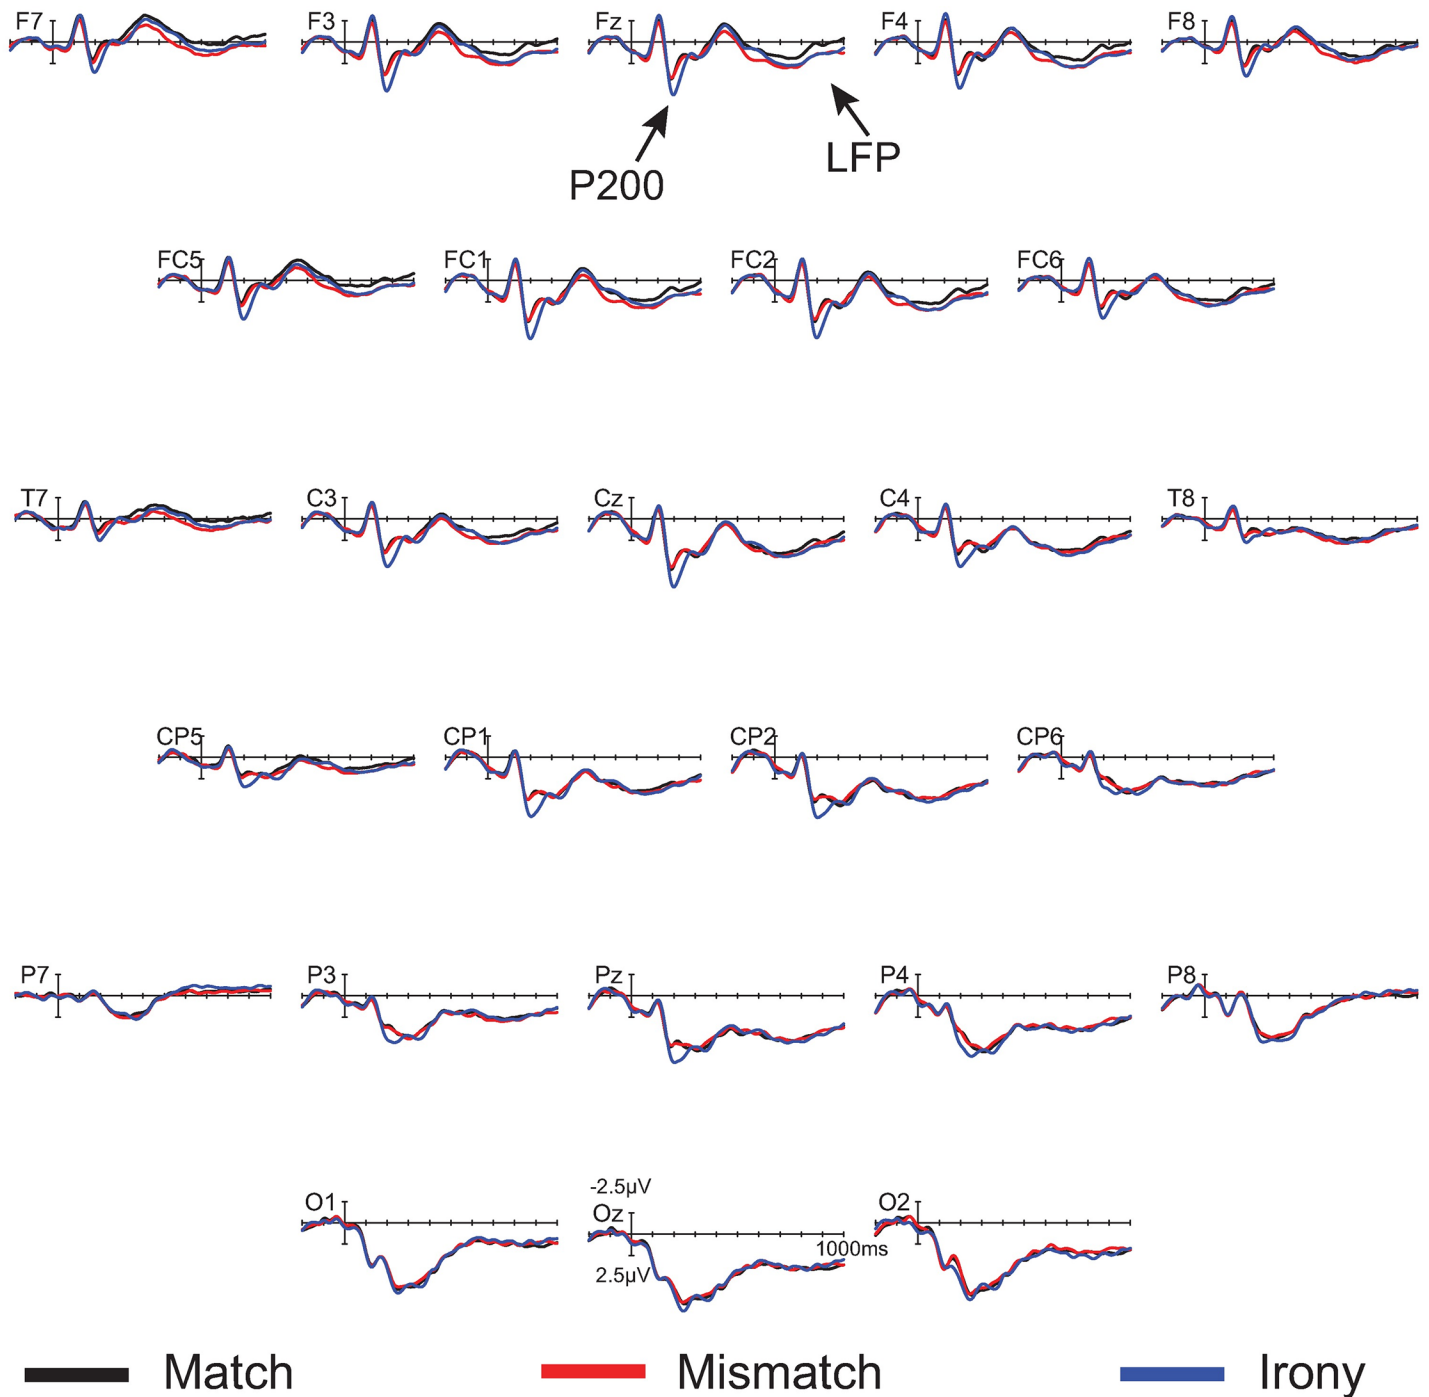 F7
F3
Fz
F4
F8
P200
LFP
FC5
FC1
FC2
FC6
T7
C3
Cz
C4
T8
CP5
CP1
CP2
CP6
P7
P3
Pz
P4
P8
-2.5µV
O1
Oz
O2
1000ms
2.5µV
Match
Mismatch
Irony